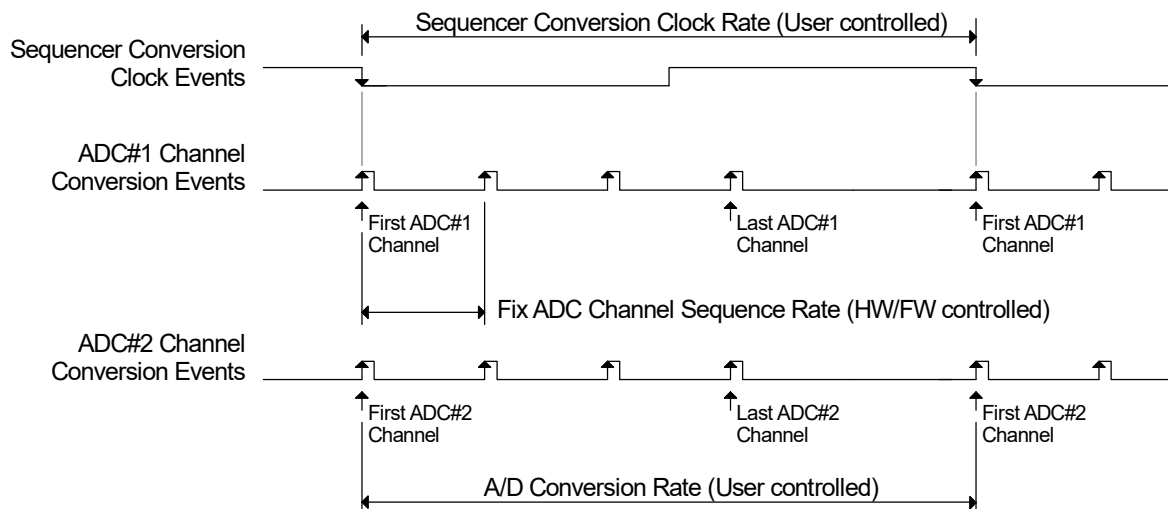 Sequencer Conversion Clock Rate (User controlled)
Sequencer Conversion
Clock Events
ADC#1 Channel
Conversion Events
First ADC#1
Channel
Last ADC#1
Channel
First ADC#1
Channel
Fix ADC Channel Sequence Rate (HW/FW controlled)
ADC#2 Channel
Conversion Events
First ADC#2
Channel
Last ADC#2
Channel
First ADC#2
Channel
A/D Conversion Rate (User controlled)